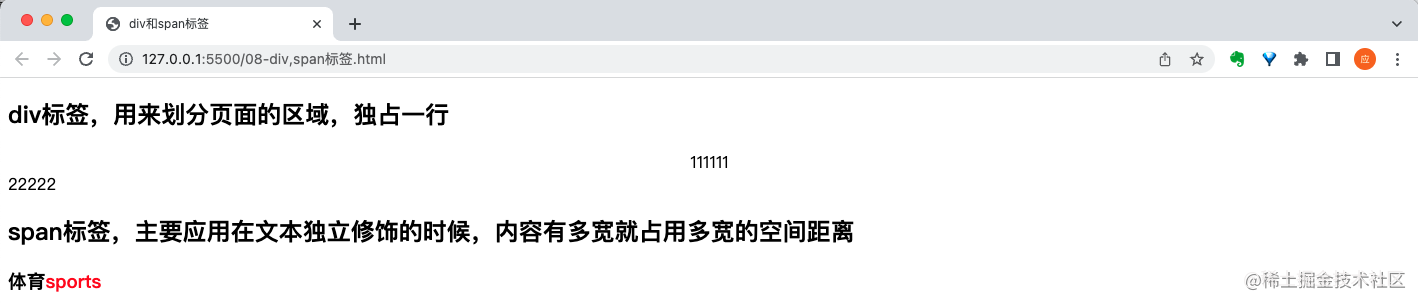 div和span标签
127.0.0.1:5500/08-div,span标签.html
应
div标签，用来划分页面的区域，独占一行
111111
22222
span标签，主要应用在文本独立修饰的时候，内容有多宽就占用多宽的空间距离
体育sports
@稀土掘金技术社区